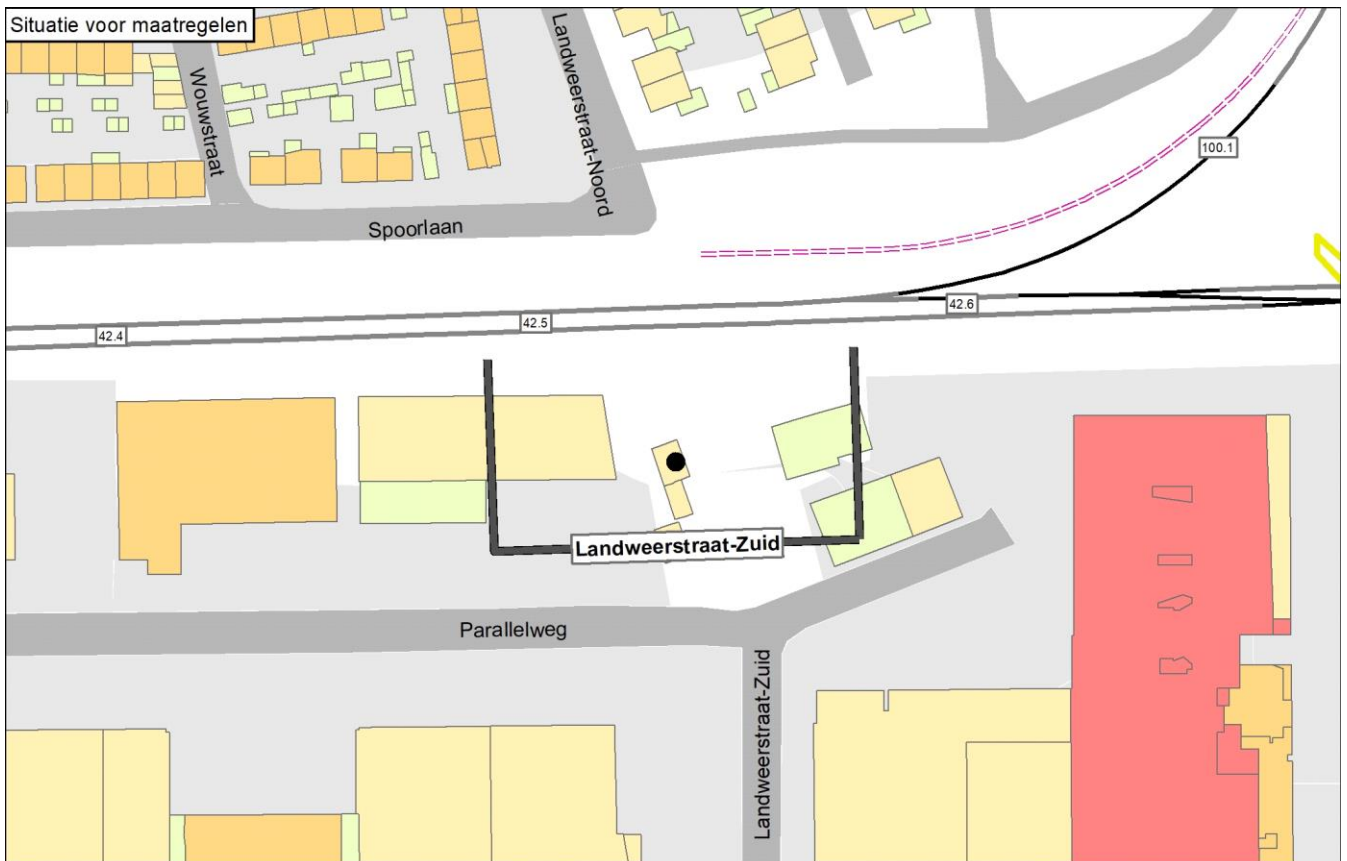 Situatie voor maatregelen
Wouwstraat
Landweerstraat-Noord
100.1
Spoorlaan
42.6
42.5
42.4
Landweerstraat-Zuid
Parallelweg
Landweerstraat-Zuid